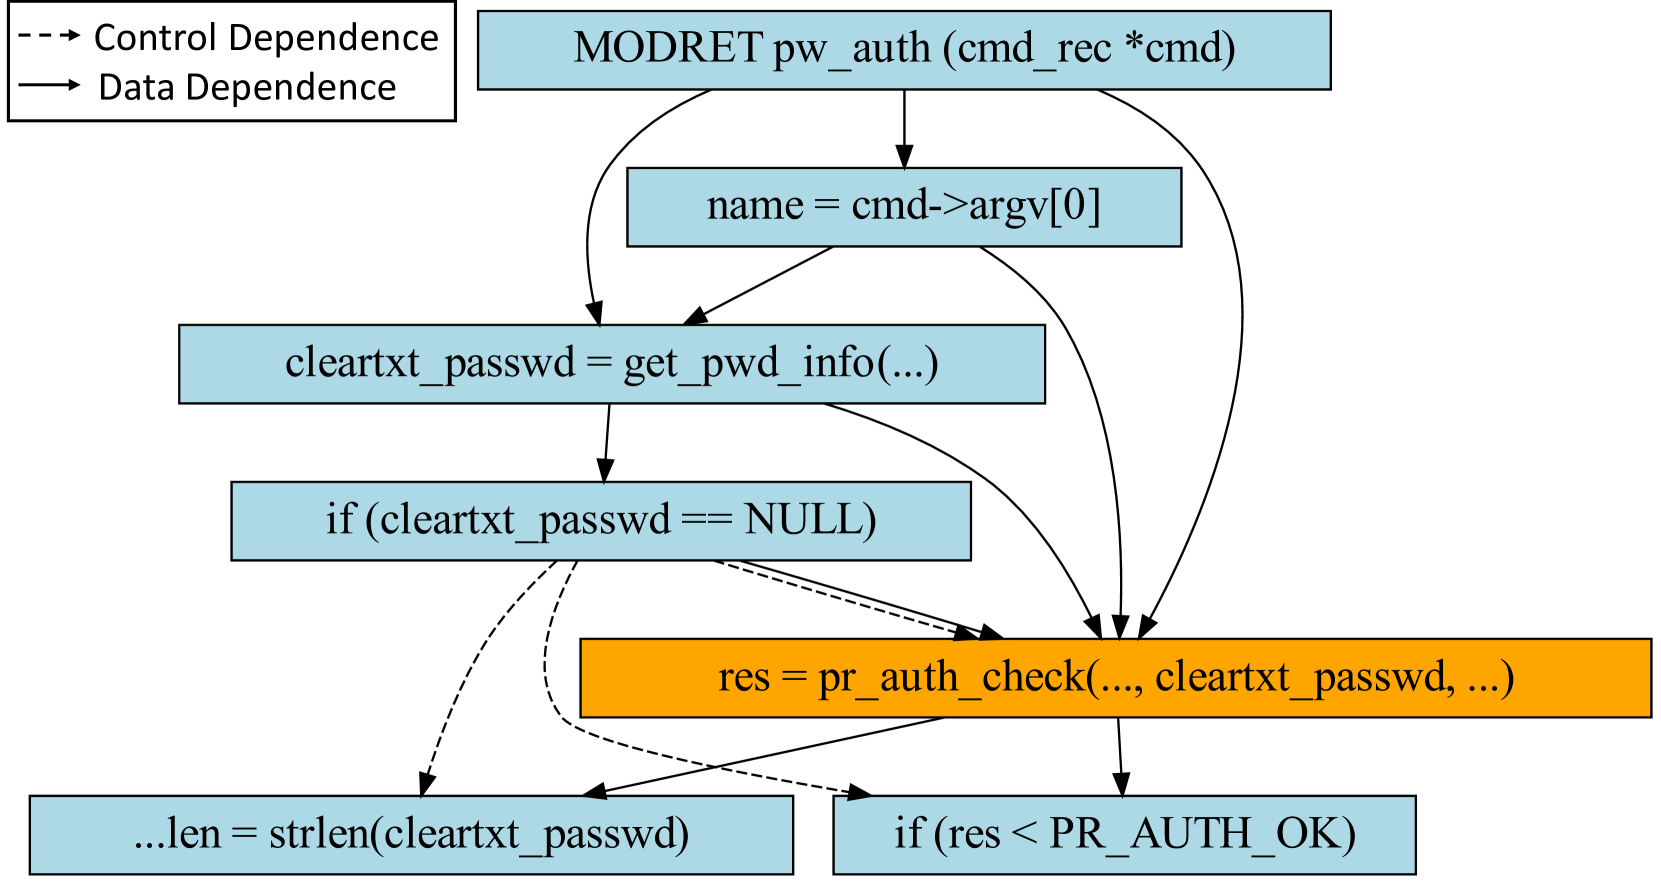 Control Dependence
Data Dependence
MODRET pw_auth (cmd_rec *cmd)
name = cmd->argv[0]
cleartxt_passwd = get_pwd_info(...)
if (cleartxt_passwd == NULL)
res = pr_auth_check(..., cleartxt_passwd, ...)
...len = strlen(cleartxt_passwd)
if (res < PR_AUTH_OK)